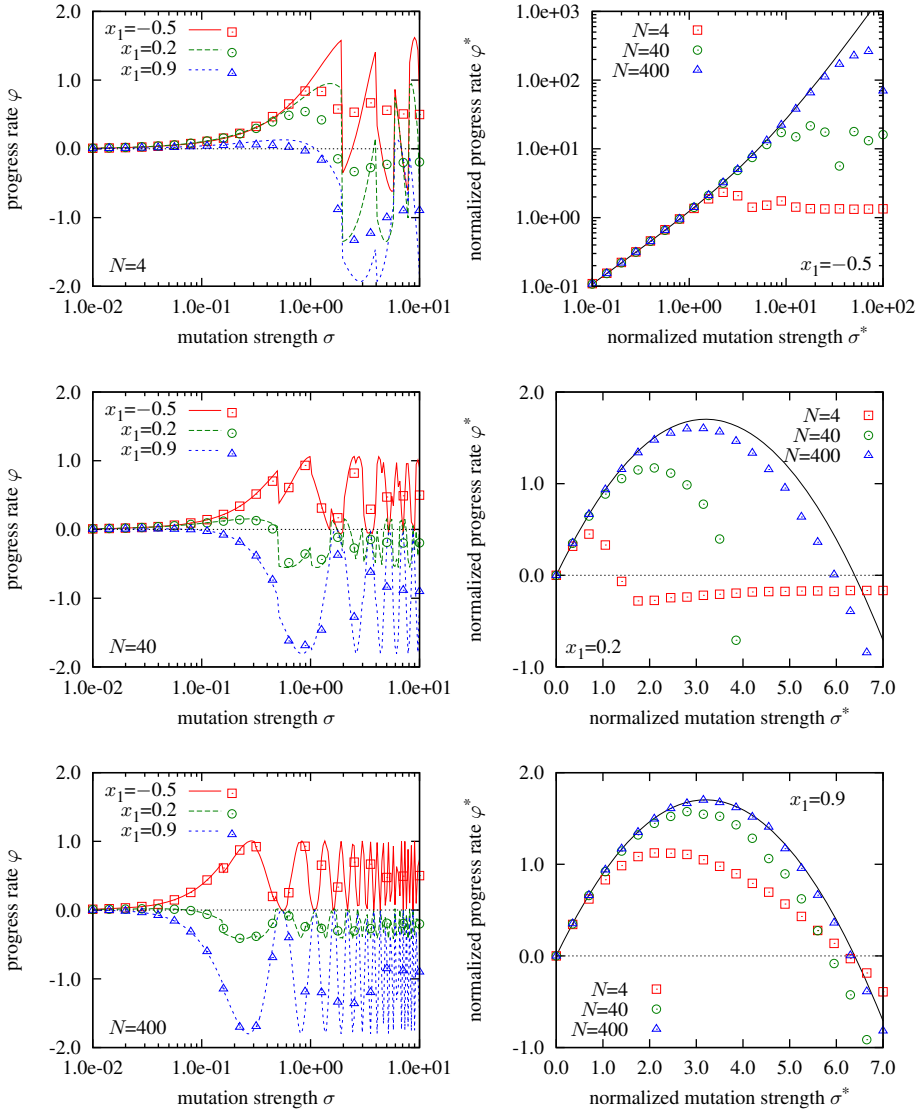 progress rate φ
2.0
1.0
0.0
-1.0
-2.0
x1=−0.5
x1=0.2
x1=0.9
N=4
1.0e-02 1.0e-01 1.0e+00 1.0e+01
mutation strength σ
normalized progress rate φ*
1.0e+03
1.0e+02
1.0e+01
1.0e+00
1.0e-01
N=4
N=40
N=400
x1=−0.5
1.0e-01 1.0e+00 1.0e+01 1.0e+02
normalized mutation strength σ*
progress rate φ
2.0
1.0
0.0
-1.0
-2.0
x1=−0.5
x1=0.2
x1=0.9
N=40
1.0e-02 1.0e-01 1.0e+00 1.0e+01
mutation strength σ
normalized progress rate φ*
2.0
1.0
0.0
-1.0
N=4
N=40
N=400
x1=0.2
0.0 1.0 2.0 3.0 4.0 5.0 6.0 7.0
normalized mutation strength σ*
progress rate φ
2.0
1.0
0.0
-1.0
-2.0
x1=−0.5
x1=0.2
x1=0.9
N=400
1.0e-02 1.0e-01 1.0e+00 1.0e+01
mutation strength σ
normalized progress rate φ*
2.0
1.0
0.0
-1.0
x1=0.9
N=4
N=40
N=400
0.0 1.0 2.0 3.0 4.0 5.0 6.0 7.0
normalized mutation strength σ*